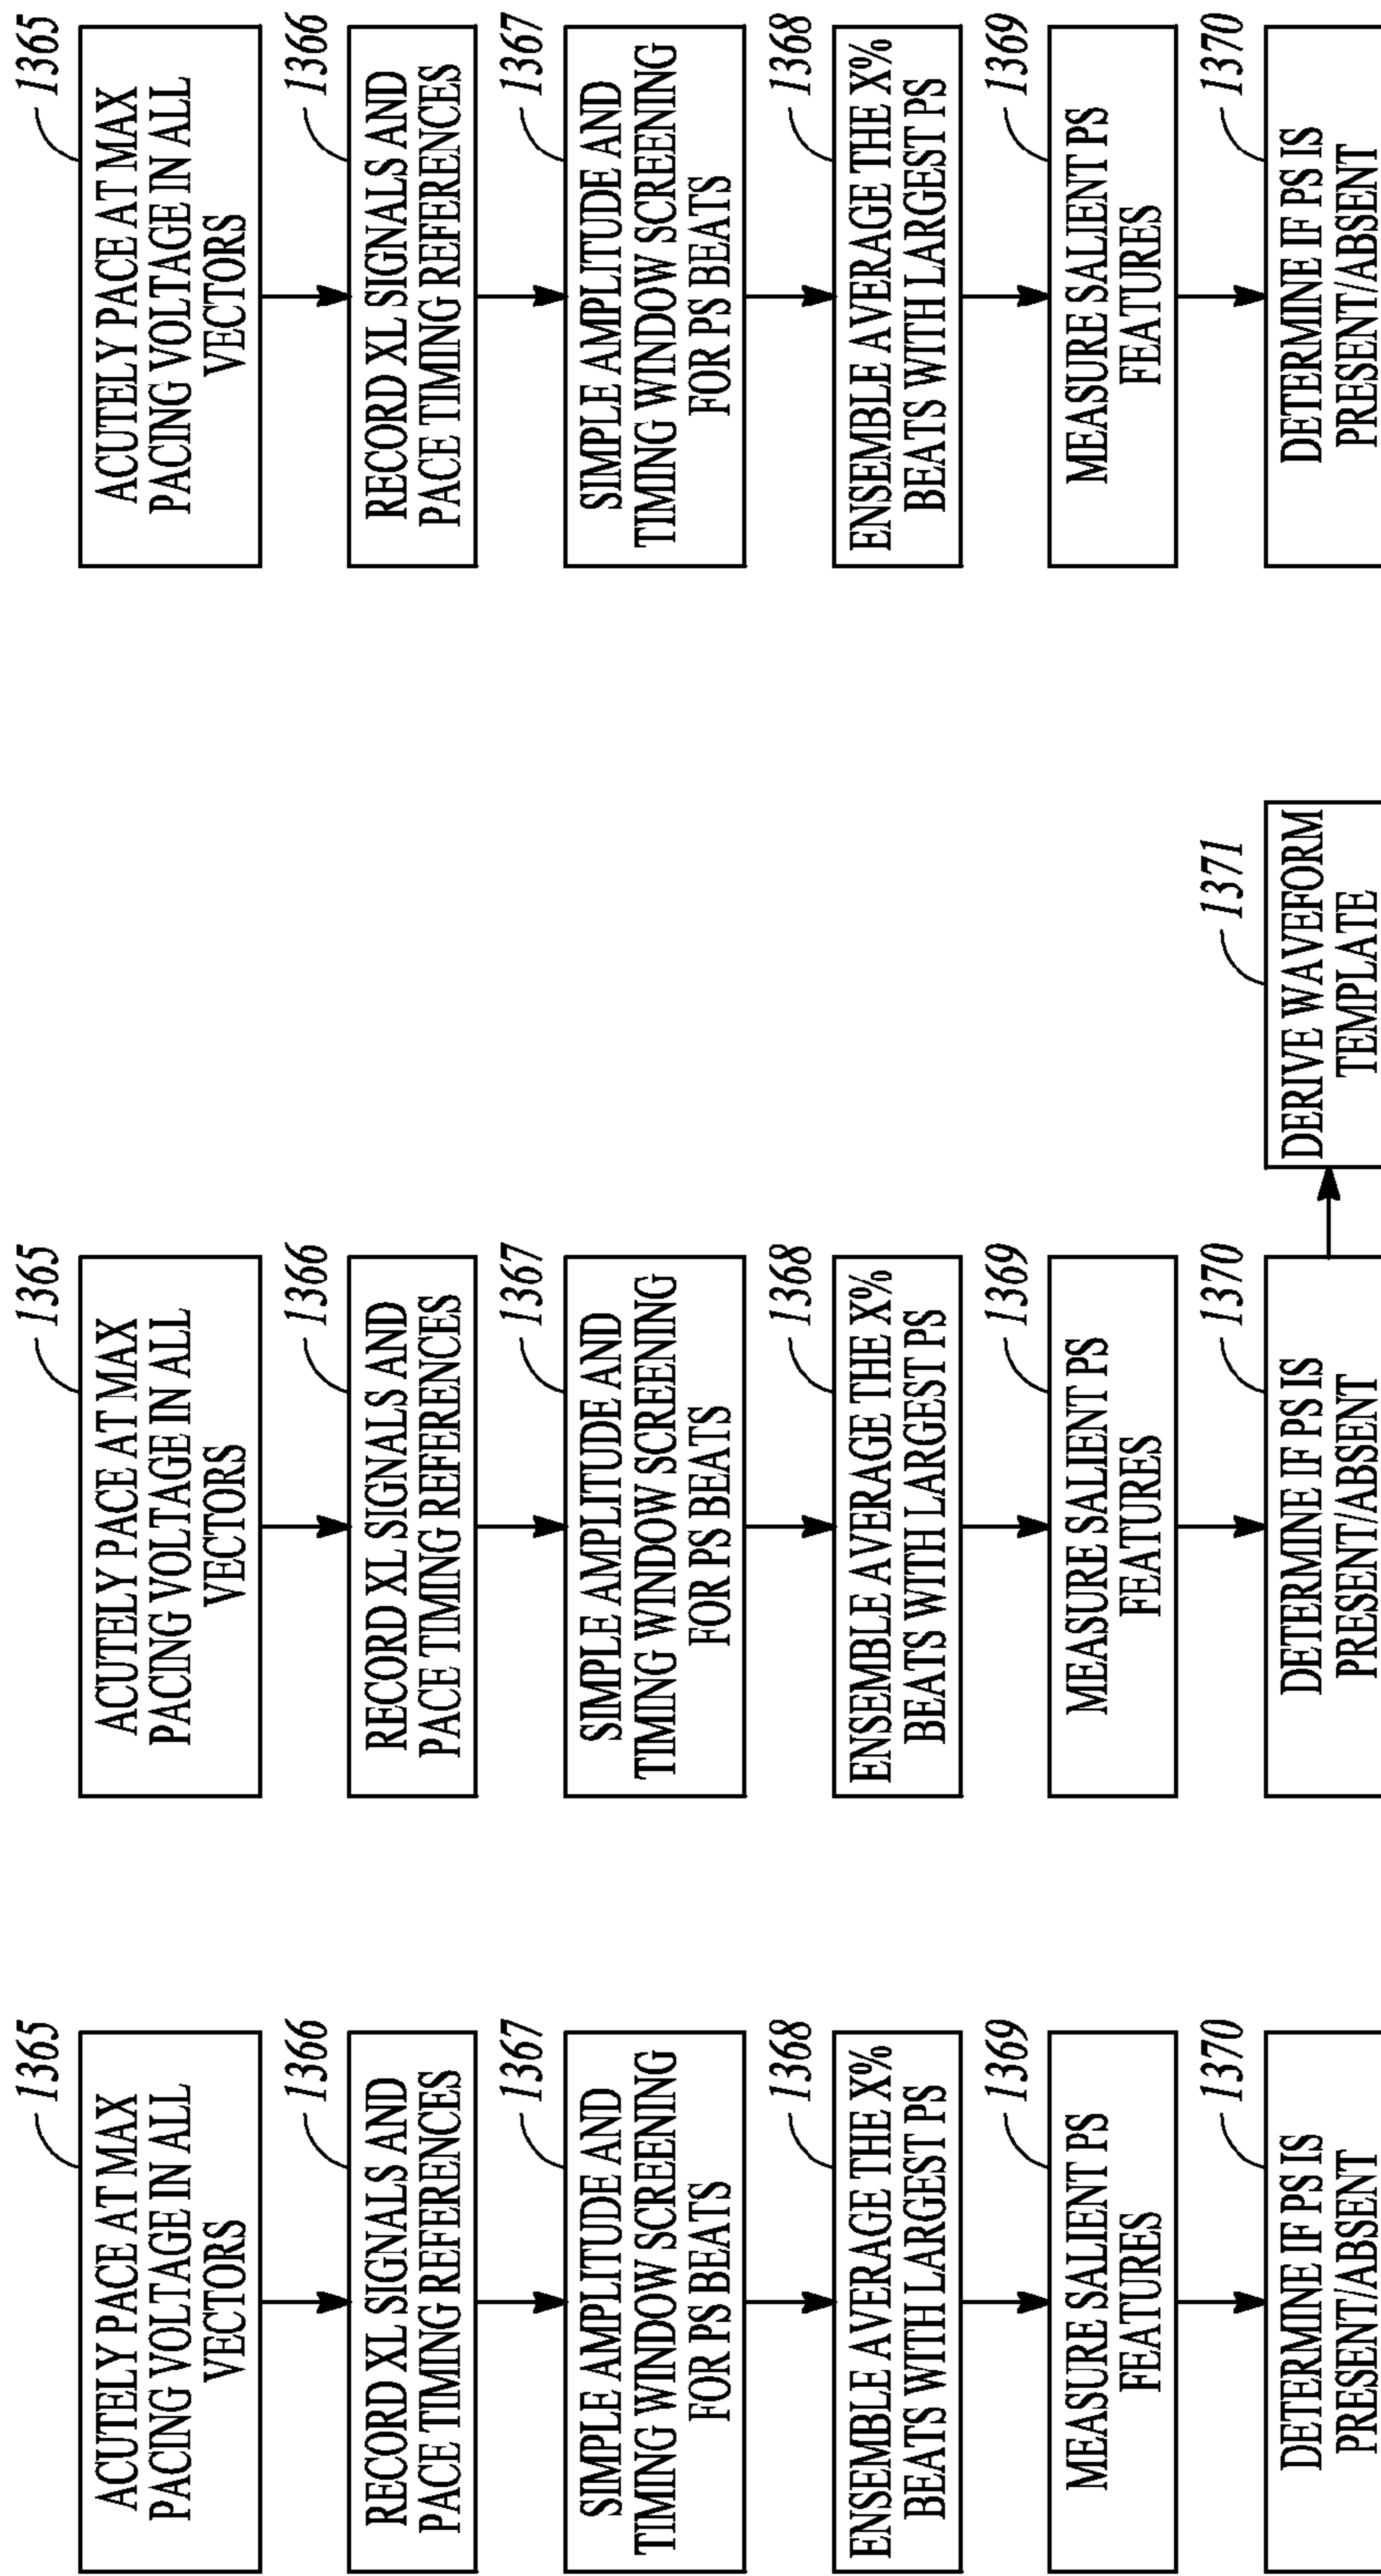 1365
ACUTELY PACE AT MAX
PACING VOLTAGE IN ALL
VECTORS
1366
RECORD XL SIGNALS AND
PACE TIMING REFERENCES
1367
SIMPLE AMPLITUDE AND
TIMING WINDOW SCREENING
FOR PS BEATS
1368
ENSEMBLE AVERAGE THE X%
BEATS WITH LARGEST PS
1369
MEASURE SALIENT PS
FEATURES
1370
DETERMINE IF PS IS
PRESENT/ABSENT
1365
ACUTELY PACE AT MAX
PACING VOLTAGE IN ALL
VECTORS
1366
RECORD XL SIGNALS AND
PACE TIMING REFERENCES
1367
SIMPLE AMPLITUDE AND
TIMING WINDOW SCREENING
FOR PS BEATS
1368
ENSEMBLE AVERAGE THE X%
BEATS WITH LARGEST PS
1369
MEASURE SALIENT PS
FEATURES
1370
DETERMINE IF PS IS
PRESENT/ABSENT
1371
DERIVE WAVEFORM
TEMPLATE
1365
ACUTELY PACE AT MAX
PACING VOLTAGE IN ALL
VECTORS
1366
RECORD XL SIGNALS AND
PACE TIMING REFERENCES
1367
SIMPLE AMPLITUDE AND
TIMING WINDOW SCREENING
FOR PS BEATS
1368
ENSEMBLE AVERAGE THE X%
BEATS WITH LARGEST PS
1369
MEASURE SALIENT PS
FEATURES
1370
DETERMINE IF PS IS
PRESENT/ABSENT